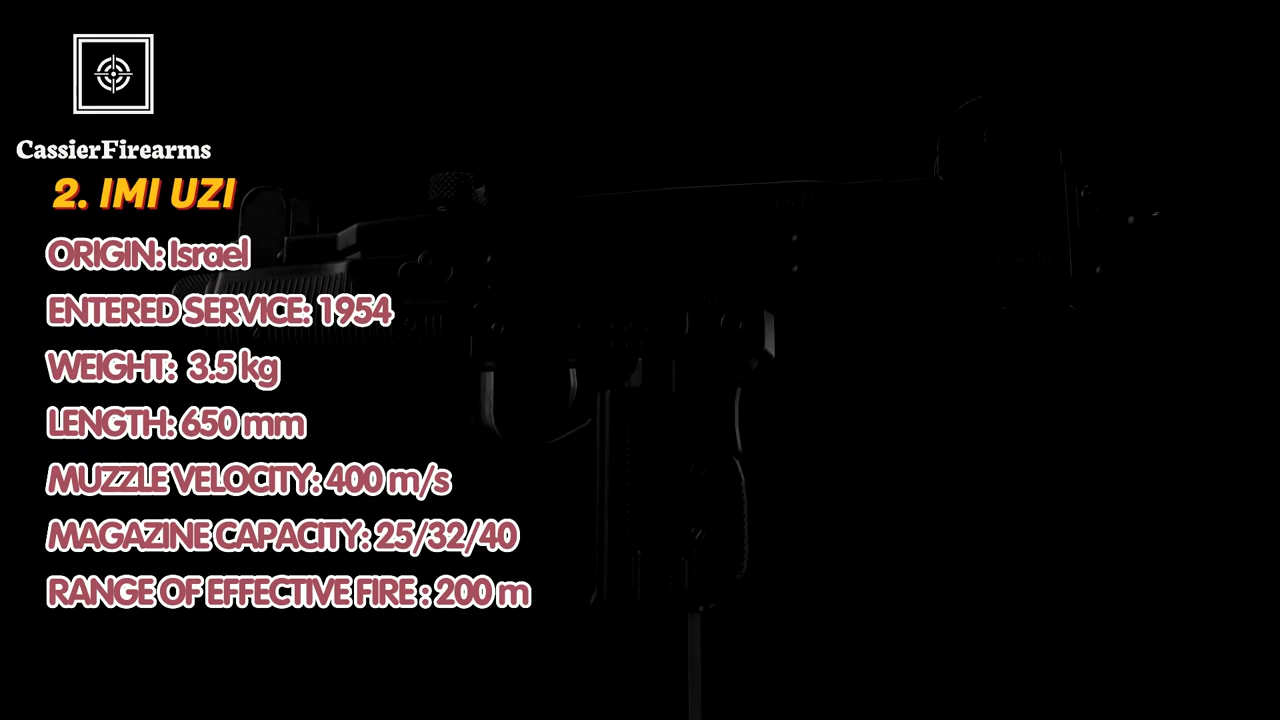 CassierFirearms
2. IMI UZI
ORIGIN: Israel
ENTERED SERVICE: 1954
WEIGHT: 3.5 kg
LENGTH: 650 mm
MUZZLE VELOCITY: 400 m/s
MAGAZINE CAPACITY: 25/32/40
RANGE OF EFFECTIVE FIRE : 200 m